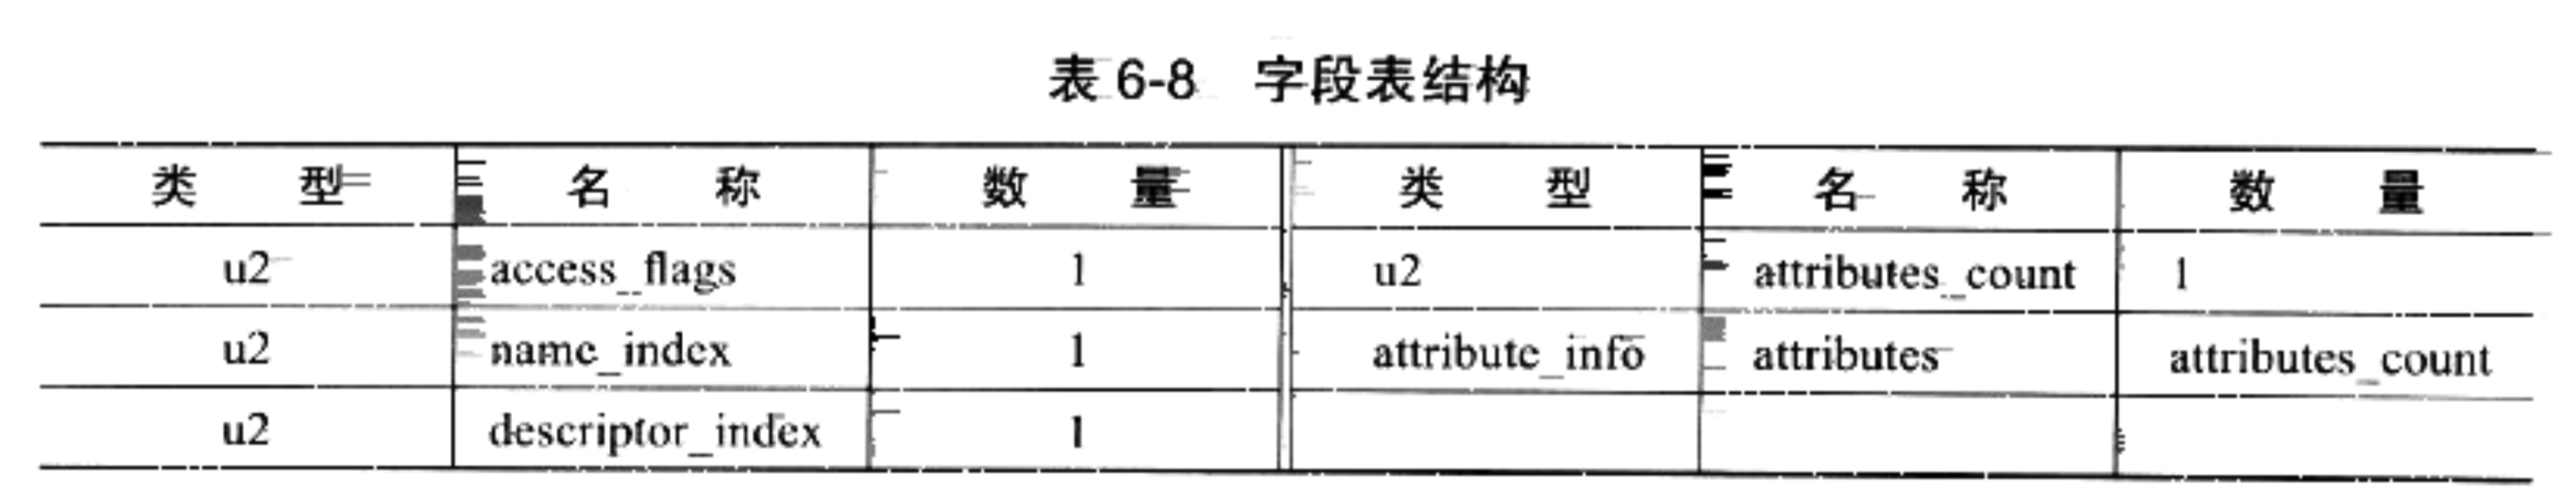 表 6-8 字段表结构
类 型 名 称 数 量 类 型 名 称 数 量
u2 access_flags 1 u2 attributes_count 1
u2 name_index 1 attribute_info attributes attributes_count
u2 descriptor_index 1